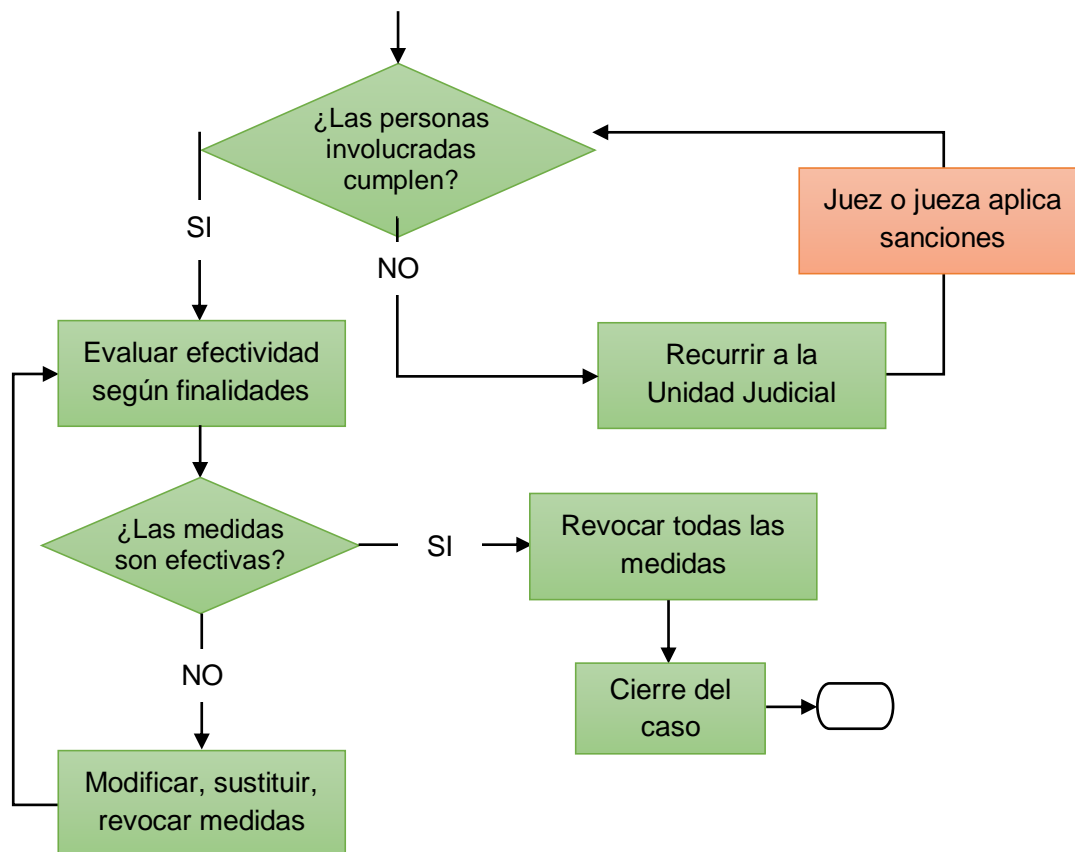 ¿Las personas
involucradas
cumplen?
Juez o jueza aplica
sanciones
SI
NO
Evaluar efectividad
según finalidades
Recurrir a la
Unidad Judicial
¿Las medidas
son efectivas?
SI
Revocar todas las
medidas
NO
Cierre del
caso
Modificar, sustituir,
revocar medidas